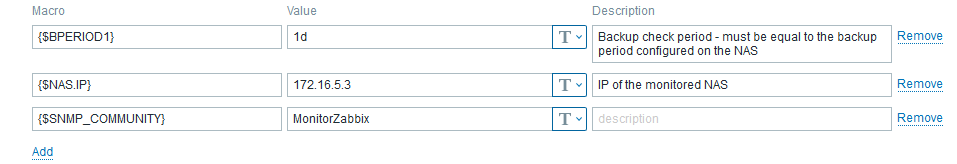 Macro Value Description
{$BPERIOD1} 1d T Backup check period - must be equal to the backup Remove
period configured on the NAS
{$NAS.IP} 172.16.5.3 T IP of the monitored NAS Remove
{$SNMP_COMMUNITY} MonitorZabbix T description Remove
Add